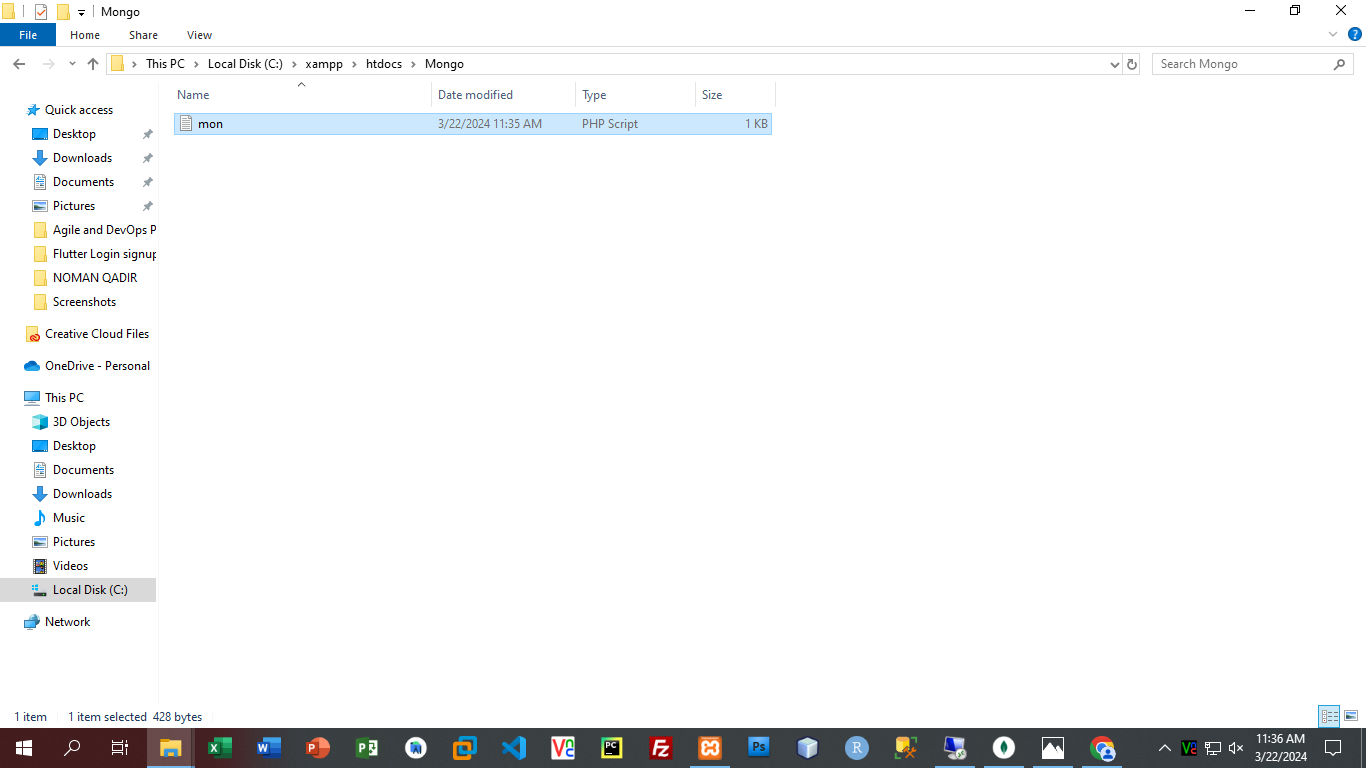 Mongo
File Home Share View
This PC Local Disk (C:) xampp htdocs Mongo
Search Mongo
Name Date modified Type Size
mon 3/22/2024 11:35 AM PHP Script 1 KB
Quick access
Desktop
Downloads
Documents
Pictures
Agile and DevOps P
Flutter Login signup
NOMAN QADIR
Screenshots
Creative Cloud Files
OneDrive - Personal
This PC
3D Objects
Desktop
Documents
Downloads
Music
Pictures
Videos
Local Disk (C:)
Network
1 item 1 item selected 428 bytes
11:36 AM
3/22/2024